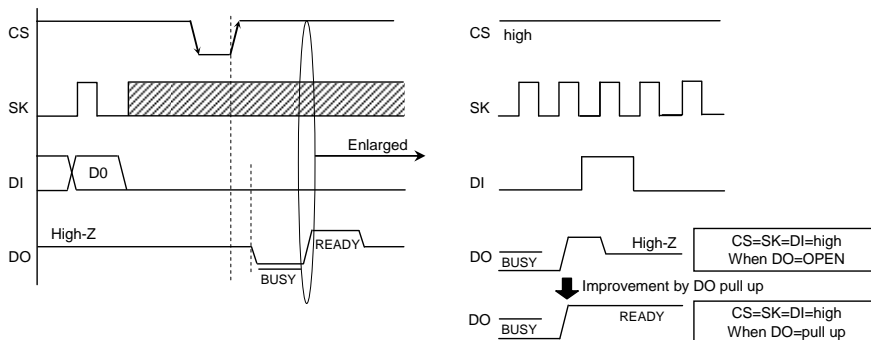 CS
SK
DI
D0
DO
High-Z
BUSY
READY
Enlarged
CS
high
SK
DI
DO
BUSY
High-Z
CS=SK=DI=high
When DO=OPEN
Improvement by DO pull up
DO
BUSY
READY
CS=SK=DI=high
When DO=pull up